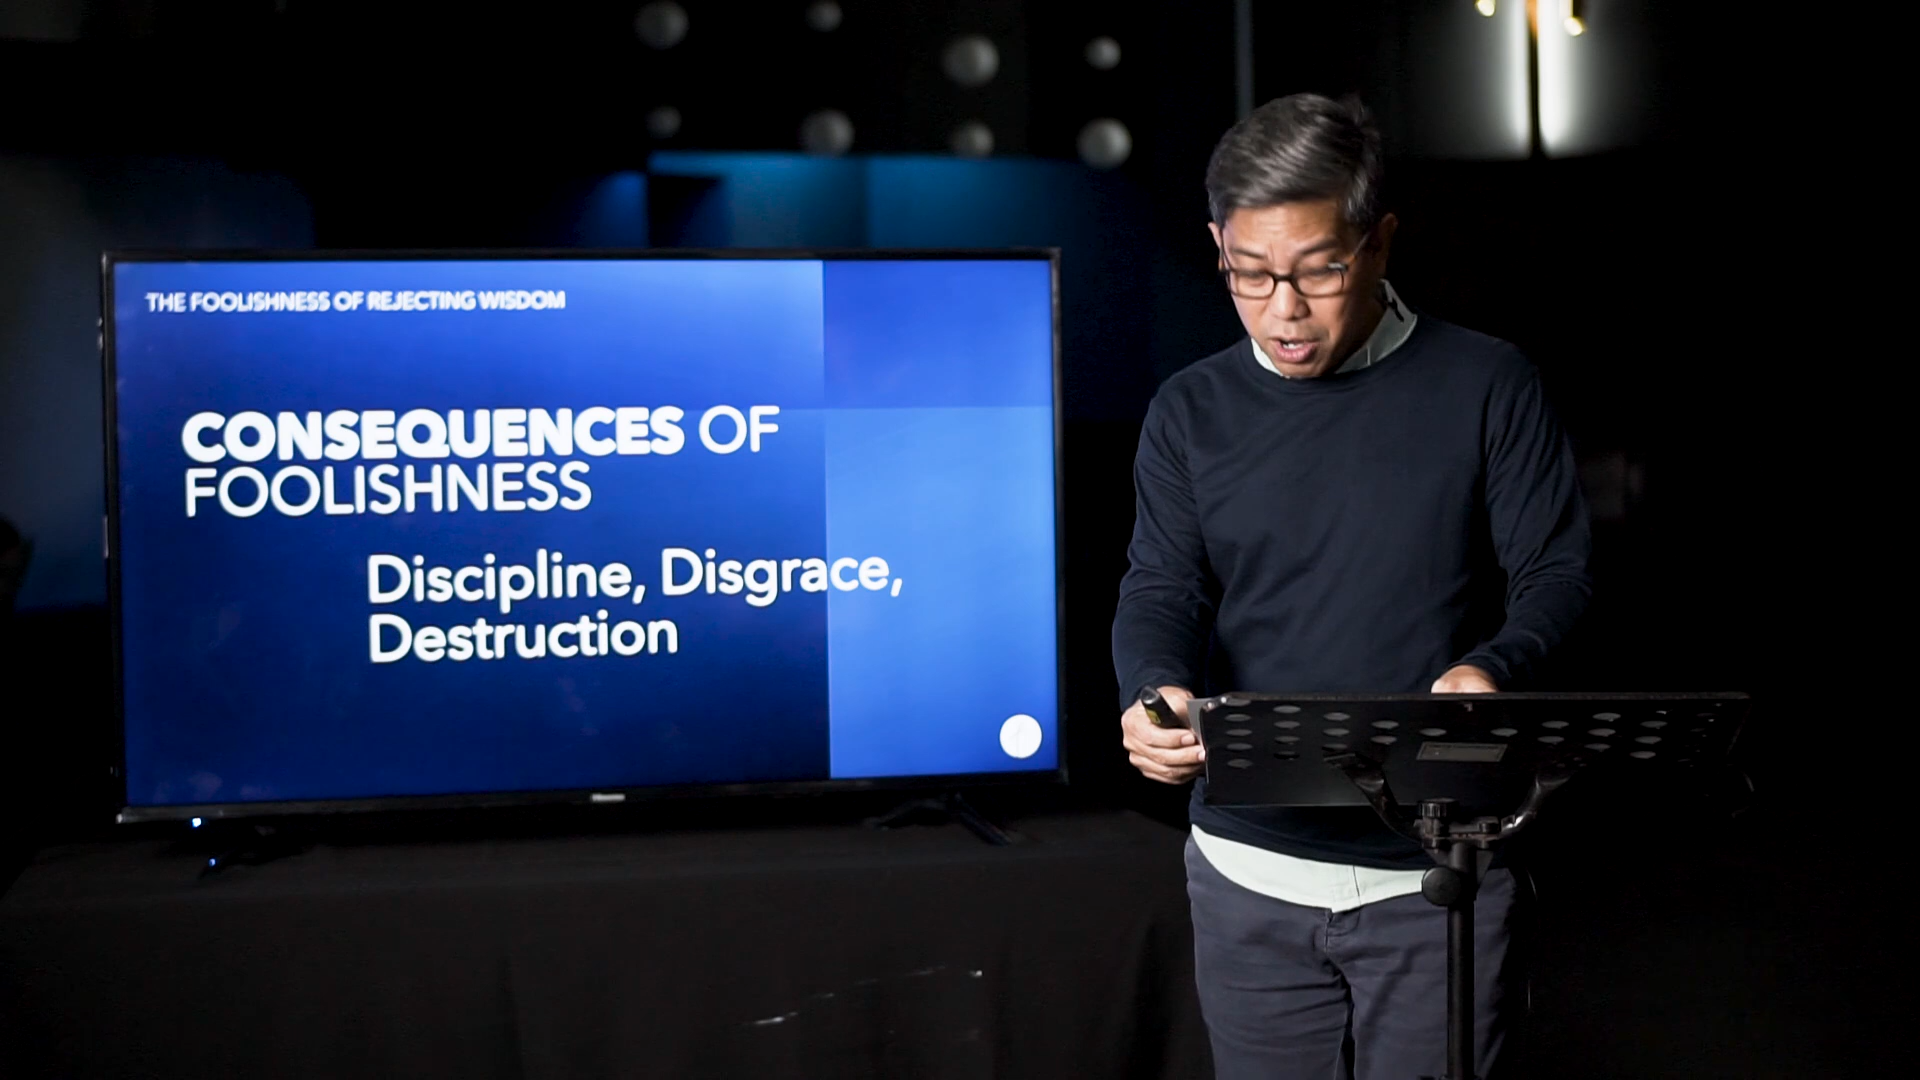 THE FOOLISHNESS OF REJECTING WISDOM
CONSEQUENCES OF
FOOLISHNESS
Discipline, Disgrace,
Destruction